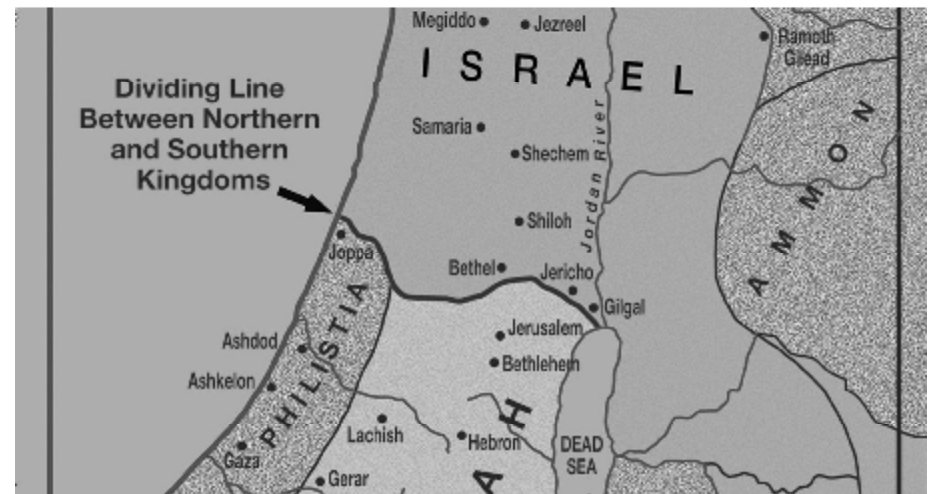 Megiddo
Jezreel
Ramoth
Gilead
ISRAEL
Dividing Line
Between Northern
and Southern
Kingdoms
Samaria
Shechem
Jordan River
AMMON
Shiloh
Joppa
Bethel
Jericho
Gilgal
PHILISTIA
Ashdod
Jerusalem
Bethlehem
Ashkelon
Lachish
Hebron
AH
DEAD
SEA
Gaza
Gerar